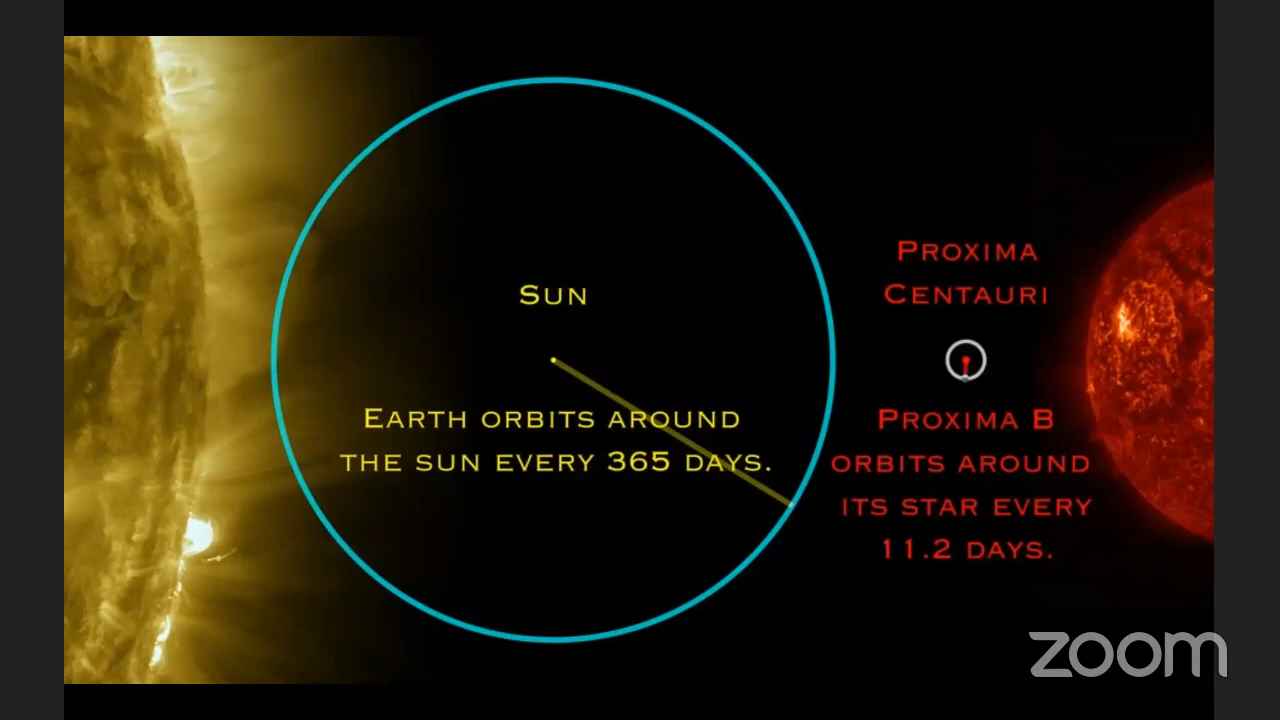 Sun
Earth orbits around
the sun every 365 days.
Proxima
Centauri
Proxima B
orbits around
its star every
11.2 days.
zoom